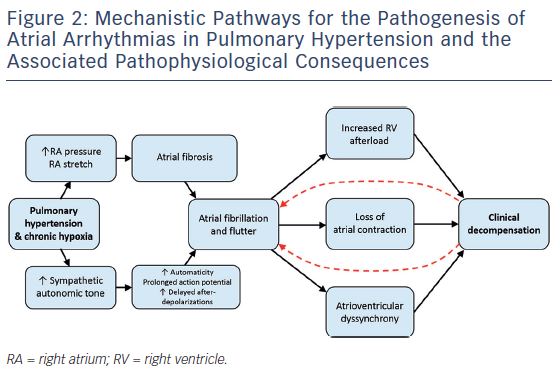 Figure 2: Mechanistic Pathways for the Pathogenesis of
Atrial Arrhythmias in Pulmonary Hypertension and the
Associated Pathophysiological Consequences
↑RA pressure
RA stretch
Atrial fibrosis
Increased RV
afterload
Pulmonary
hypertension
& chronic hypoxia
Atrial fibrillation
and flutter
Loss of
atrial contraction
Clinical
decompensation
↑ Sympathetic
autonomic tone
↑ Automaticity
Prolonged action potential
↑ Delayed after-
depolarizations
Atrioventricular
dyssynchrony
RA = right atrium; RV = right ventricle.